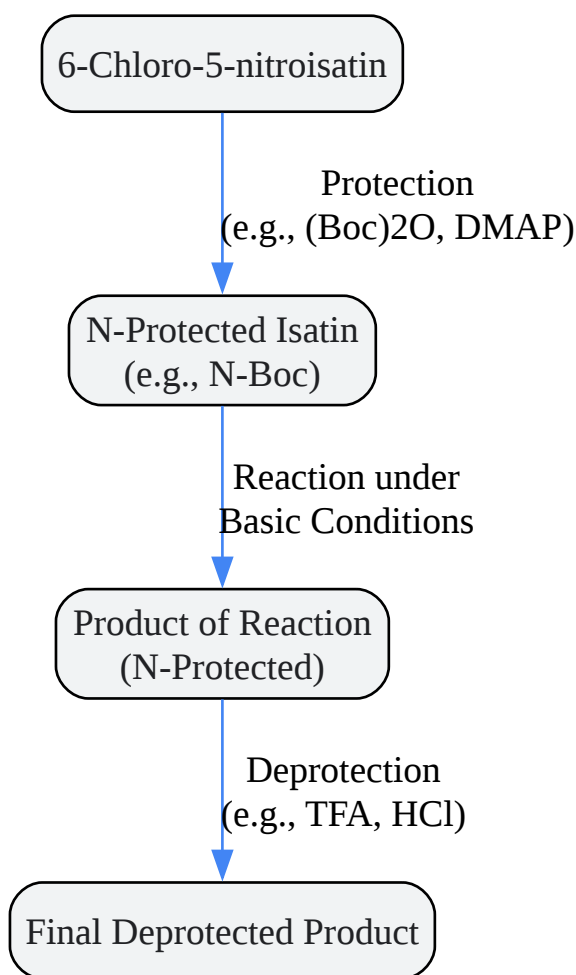 6-Chloro-5-nitroisatin
Protection
(e.g., (Boc)2O, DMAP)
N-Protected Isatin
(e.g., N-Boc)
Reaction under
Basic Conditions
Product of Reaction
(N-Protected)
Deprotection
(e.g., TFA, HCl)
Final Deprotected Product